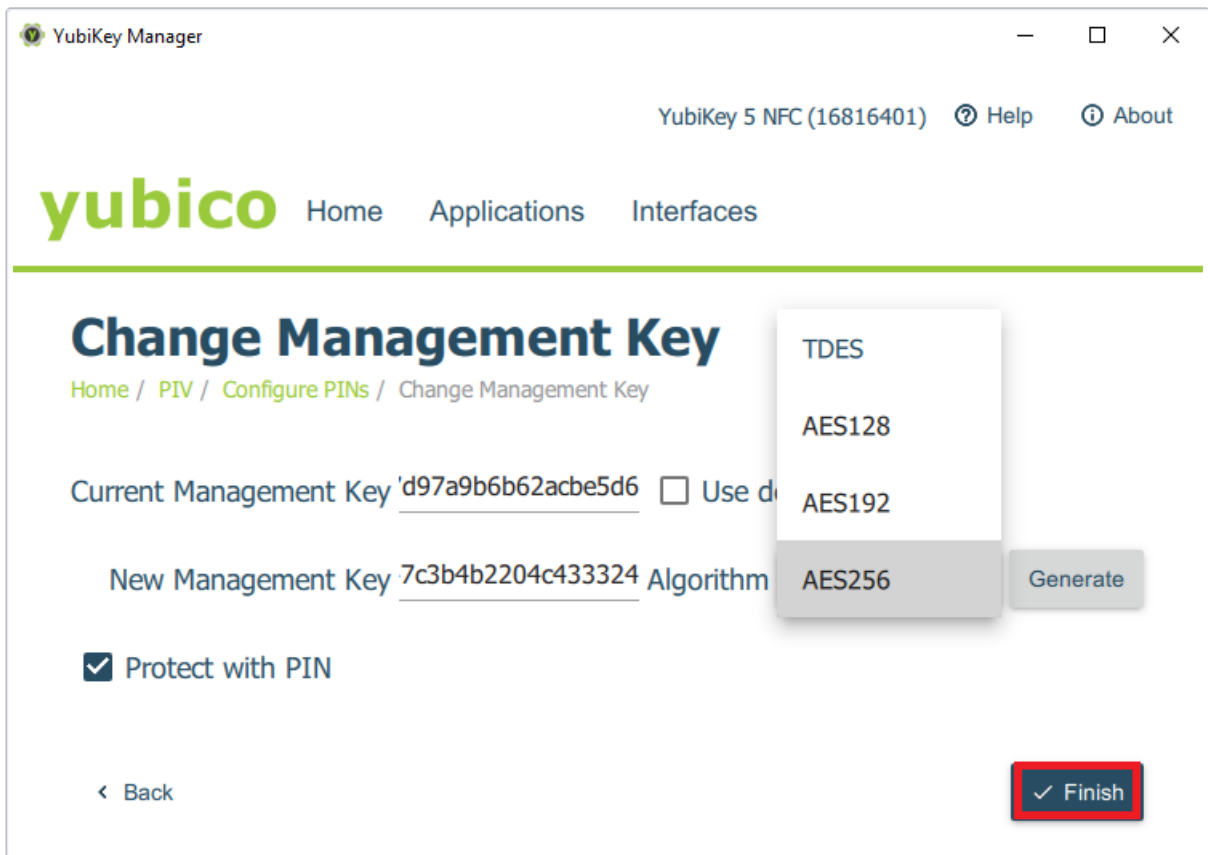 YubiKey Manager
YubiKey 5 NFC (16816401) Help About
yubico Home Applications Interfaces
Change Management Key
Home / PIV / Configure PINs / Change Management Key
TDES
AES128
Current Management Key d97a9b6b62acbe5d6 Use
AES192
New Management Key 7c3b4b2204c433324 Algorithm AES256 Generate
Protect with PIN
Back
Finish